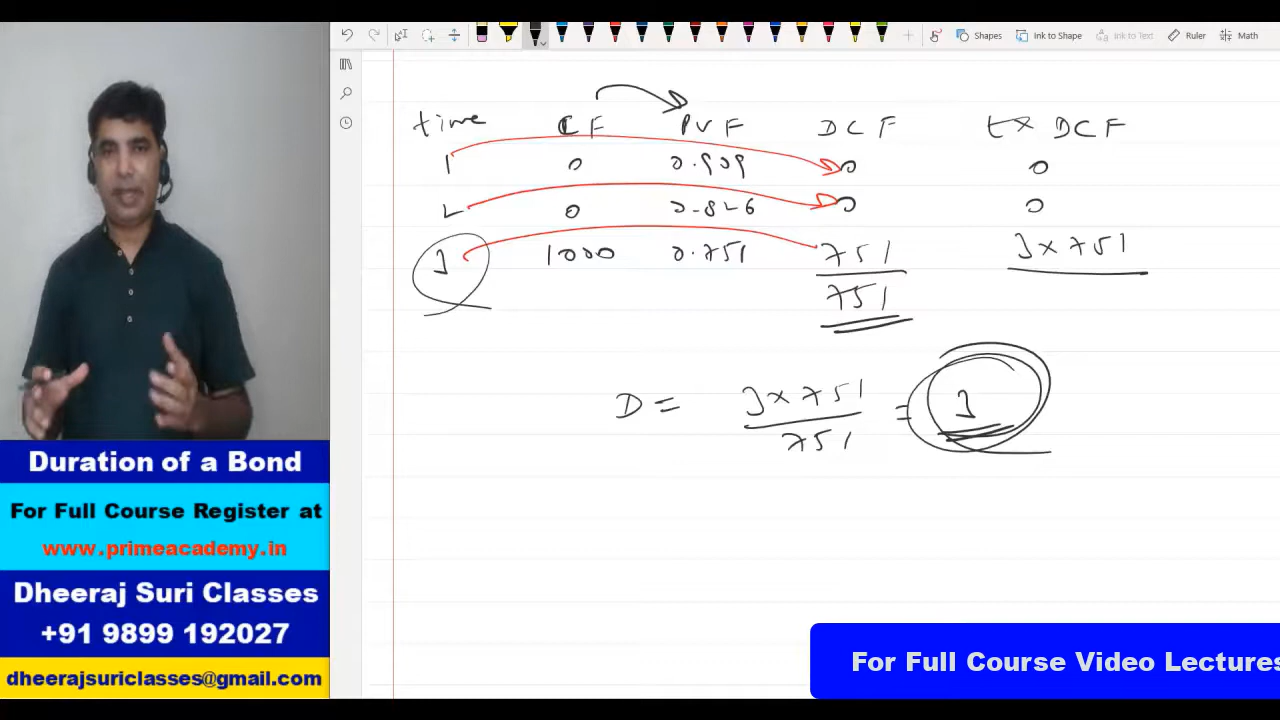 Shapes Ink to Shape Ink to Text Ruler Math
time CF PVF DCF t× DCF
1 0 0.909 0 0
2 0 0.826 0 0
3 1000 0.751 751 3×751
751
D = 3×751 / 751 = 3
Duration of a Bond
For Full Course Register at
www.primeacademy.in
Dheeraj Suri Classes
+91 9899 192027
dheerajsuriclasses@gmail.com
For Full Course Video Lectures